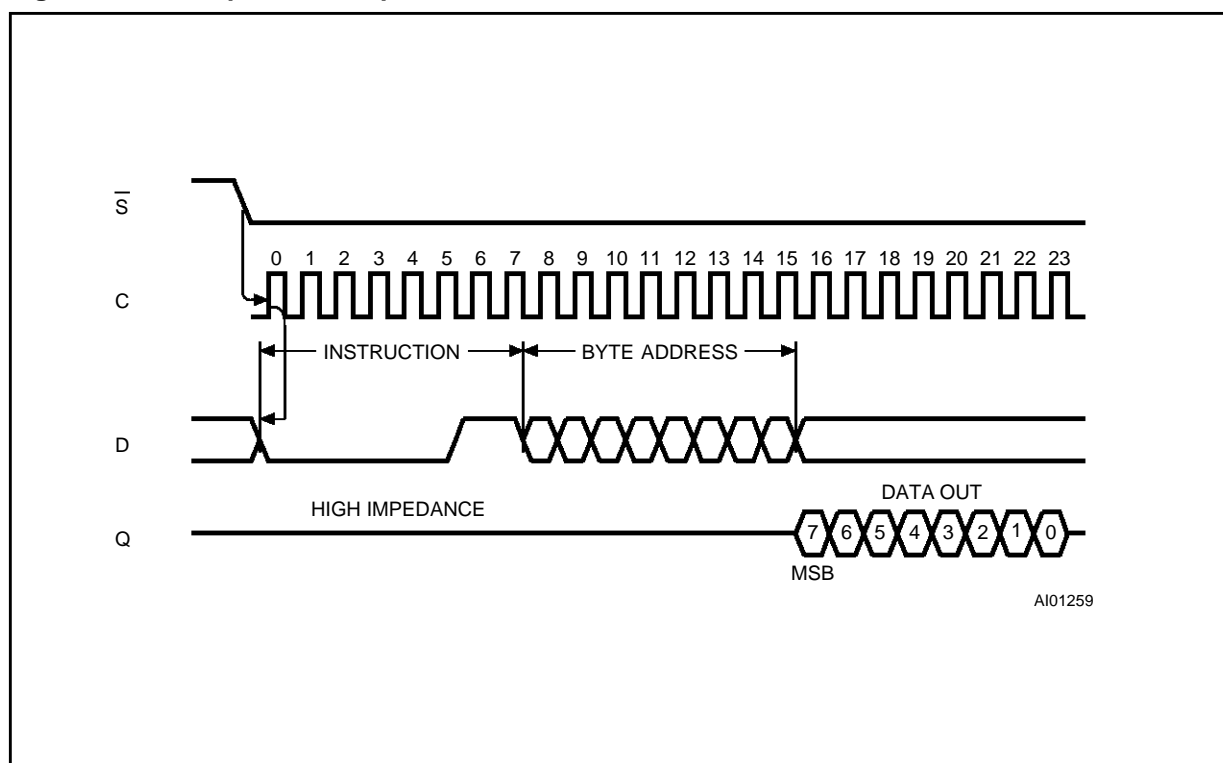 S
0 1 2 3 4 5 6 7 8 9 10 11 12 13 14 15 16 17 18 19 20 21 22 23
C
INSTRUCTION BYTE ADDRESS
D
DATA OUT
HIGH IMPEDANCE
Q 7 6 5 4 3 2 1 0
MSB
AI01259